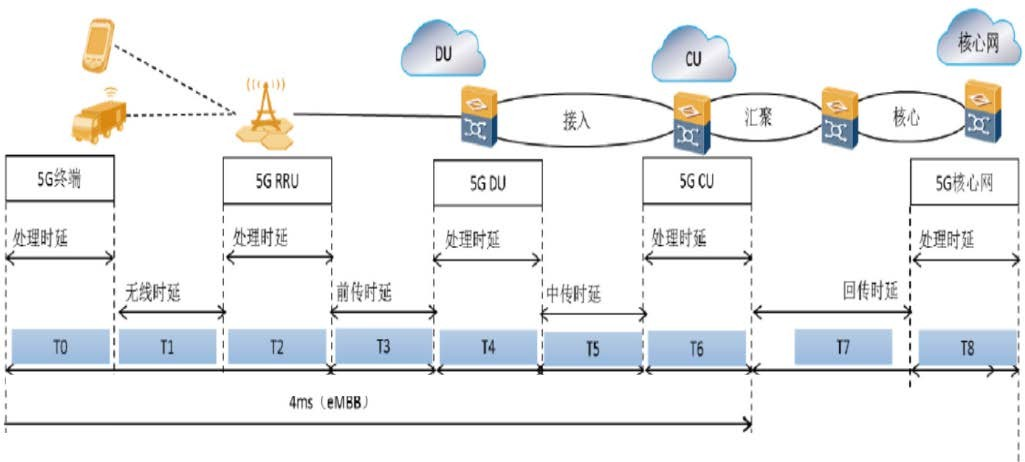 DU
CU
核心网
接入
汇聚
核心
5G终端
5G RRU
5G DU
5G CU
5G核心网
处理时延
处理时延
处理时延
处理时延
处理时延
无线时延
前传时延
中传时延
回传时延
T0
T1
T2
T3
T4
T5
T6
T7
T8
4ms（eMBB）